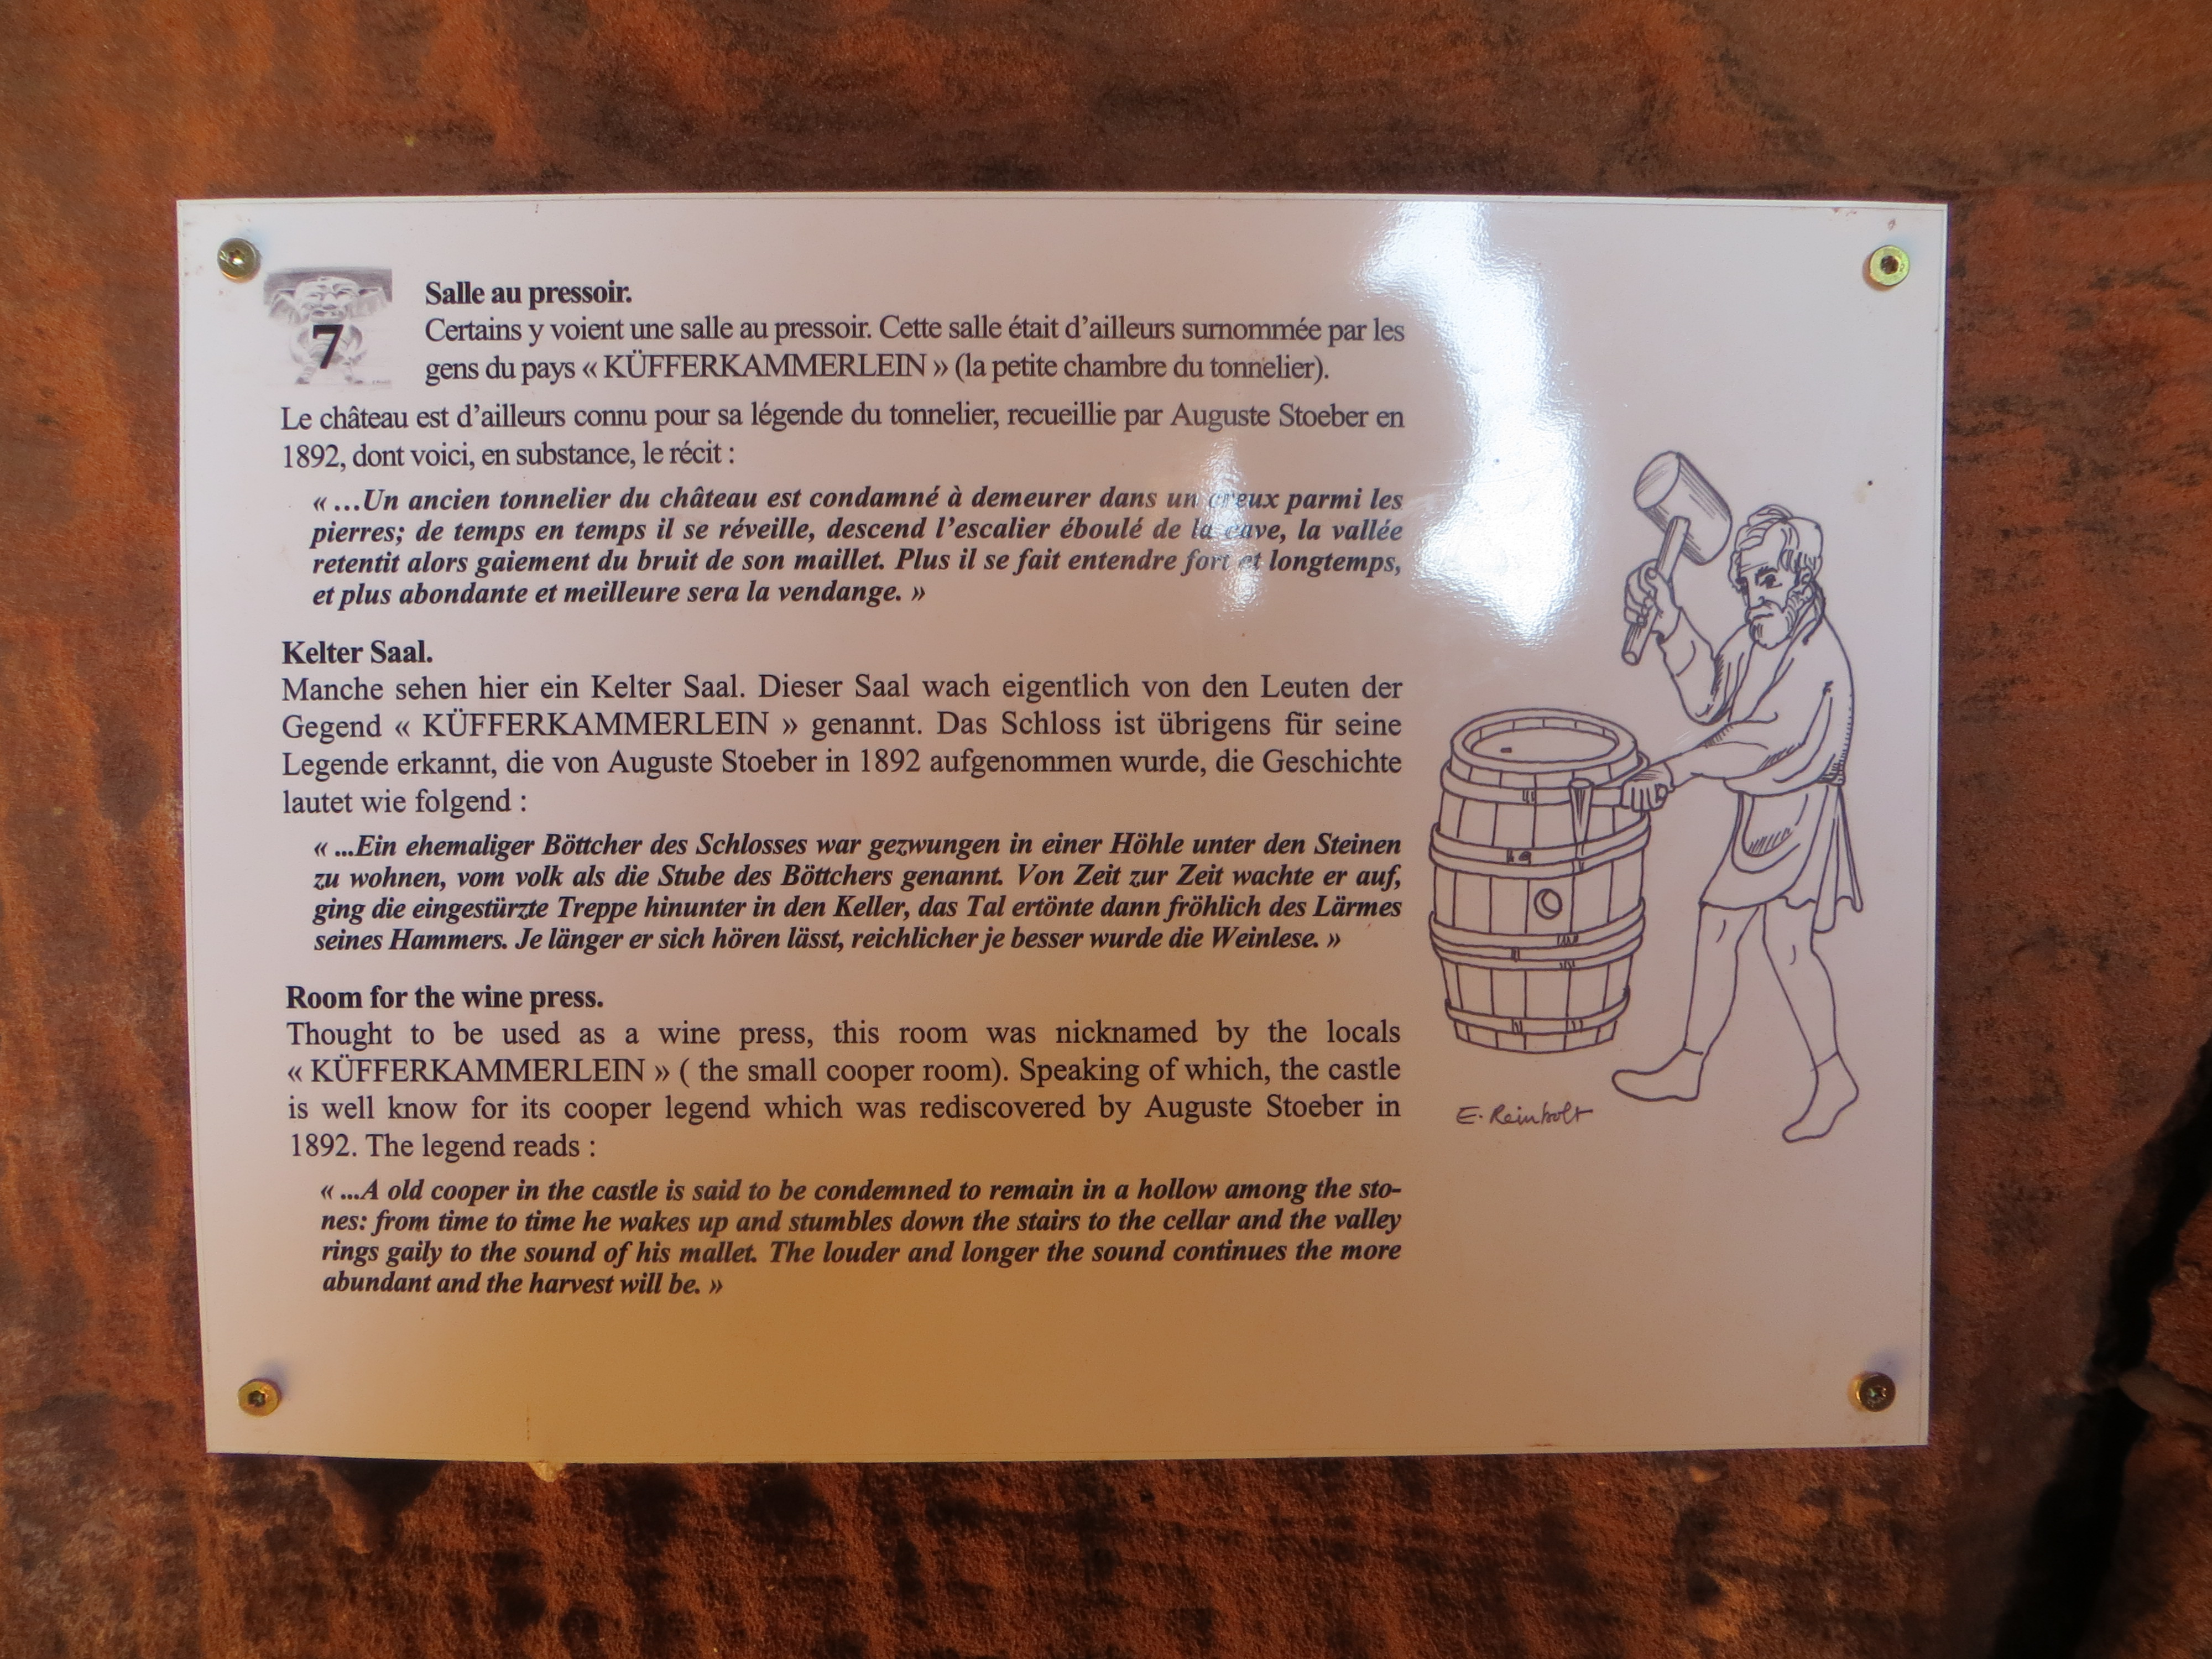 7
Salle au pressoir.
Certains y voient une salle au pressoir. Cette salle était d’ailleurs surnommée par les
gens du pays « KÜFFERKAMMERLEIN » (la petite chambre du tonnelier).
Le château est d’ailleurs connu pour sa légende du tonnelier, recueillie par Auguste Stoeber en
1892, dont voici, en substance, le récit :
« …Un ancien tonnelier du château est condamné à demeurer dans un creux parmi les
pierres; de temps en temps il se réveille, descend l’escalier éboulé de la cave, la vallée
retentit alors gaiement du bruit de son maillet. Plus il se fait entendre fort et longtemps,
et plus abondante et meilleure sera la vendange. »
Kelter Saal.
Manche sehen hier ein Kelter Saal. Dieser Saal wach eigentlich von den Leuten der
Gegend « KÜFFERKAMMERLEIN » genannt. Das Schloss ist übrigens für seine
Legende erkannt, die von Auguste Stoeber in 1892 aufgenommen wurde, die Geschichte
lautet wie folgend :
« ...Ein ehemaliger Böttcher des Schlosses war gezwungen in einer Höhle unter den Steinen
zu wohnen, vom volk als die Stube des Böttchers genannt. Von Zeit zur Zeit wachte er auf,
ging die eingestürzte Treppe hinunter in den Keller, das Tal ertönte dann fröhlich des Lärmes
seines Hammers. Je länger er sich hören lässt, reichlicher je besser wurde die Weinlese. »
Room for the wine press.
Thought to be used as a wine press, this room was nicknamed by the locals
« KÜFFERKAMMERLEIN » ( the small cooper room). Speaking of which, the castle
is well know for its cooper legend which was rediscovered by Auguste Stoeber in
1892. The legend reads :
« ...A old cooper in the castle is said to be condemned to remain in a hollow among the sto-
nes: from time to time he wakes up and stumbles down the stairs to the cellar and the valley
rings gaily to the sound of his mallet. The louder and longer the sound continues the more
abundant and the harvest will be. »
E. Reinbolt